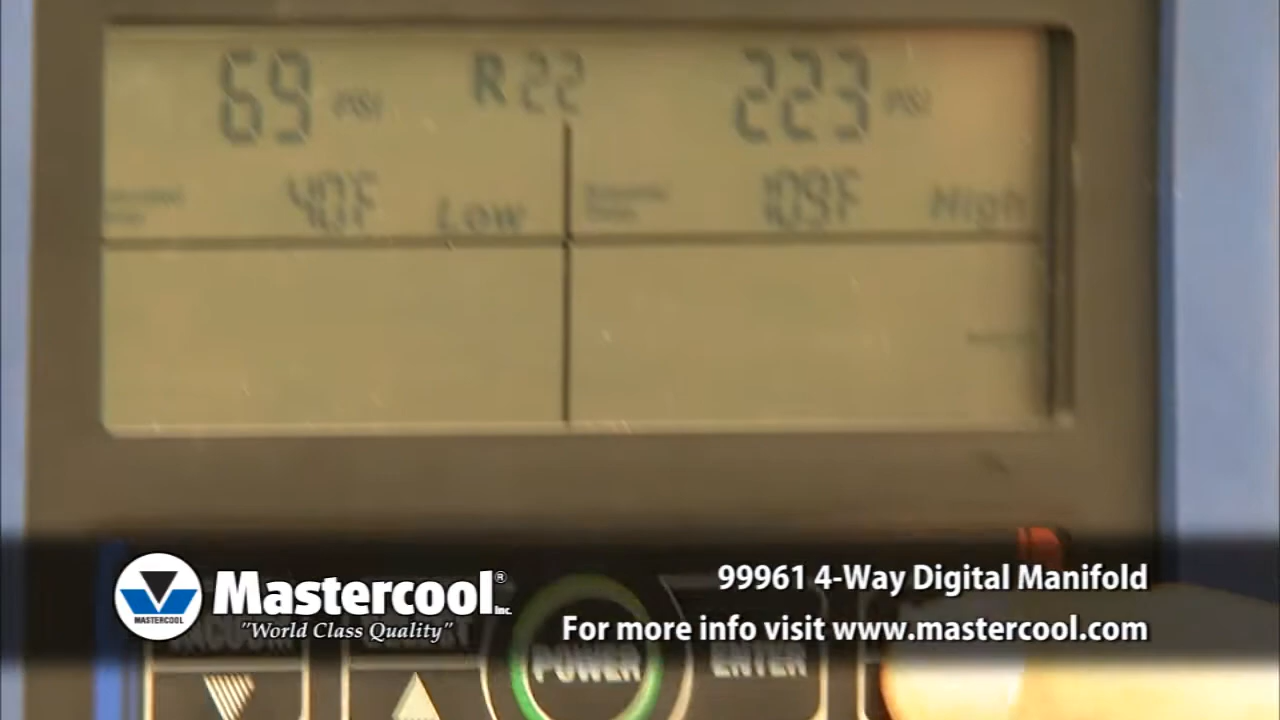 69 PSI R22 223 PSI
40F Low 109F High
Mastercool® Inc.
"World Class Quality"
MASTERCOOL
99961 4-Way Digital Manifold
For more info visit www.mastercool.com
VACUUM
POWER ENTER